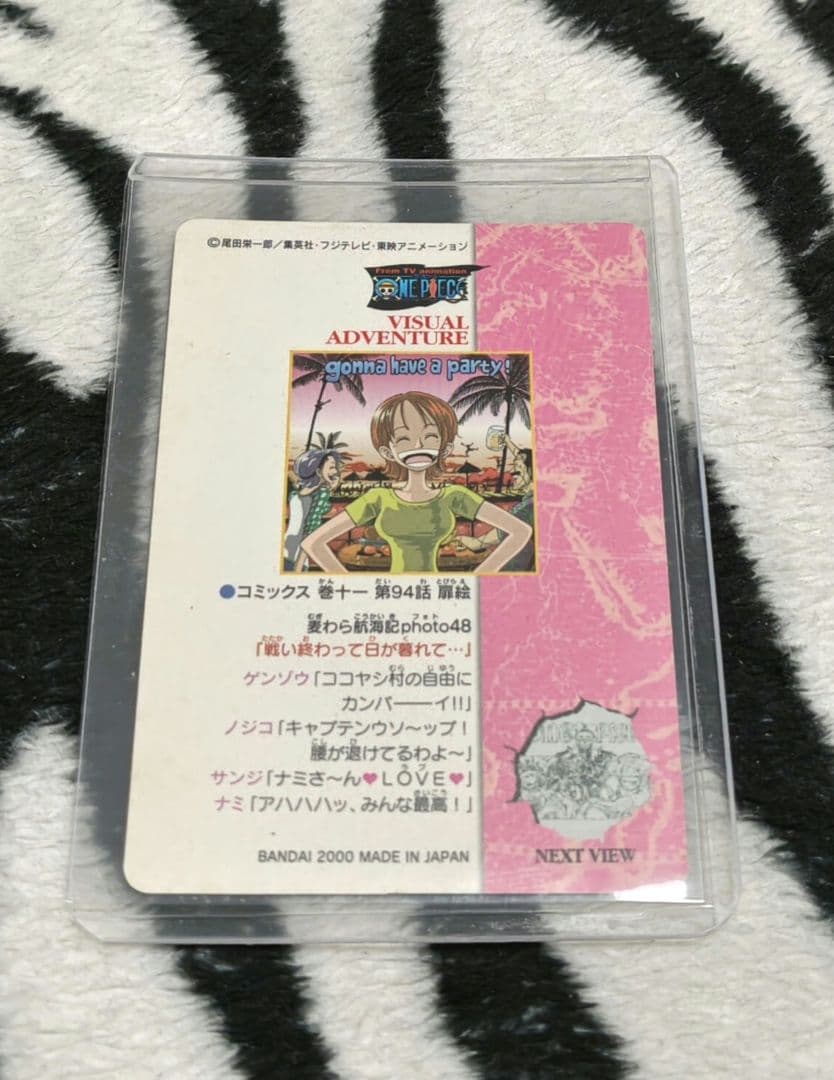 ©尾田栄一郎／集英社・フジテレビ・東映アニメーション
From TV animation
ONE PIECE
VISUAL
ADVENTURE
gonna have a party!
●コミックス 巻十一 第94話 扉絵
麦わら航海記photo48
「戦い終わって日が暮れて…」
ゲンゾウ「ココヤシ村の自由に
カンパーーーイ!!」
ノジコ「キャプテンウソ〜ップ！
腰が退けてるわよ〜」
サンジ「ナミさ〜ん♥LOVE♥」
ナミ「アハハハッ、みんな最高！」
BANDAI 2000 MADE IN JAPAN
NEXT VIEW